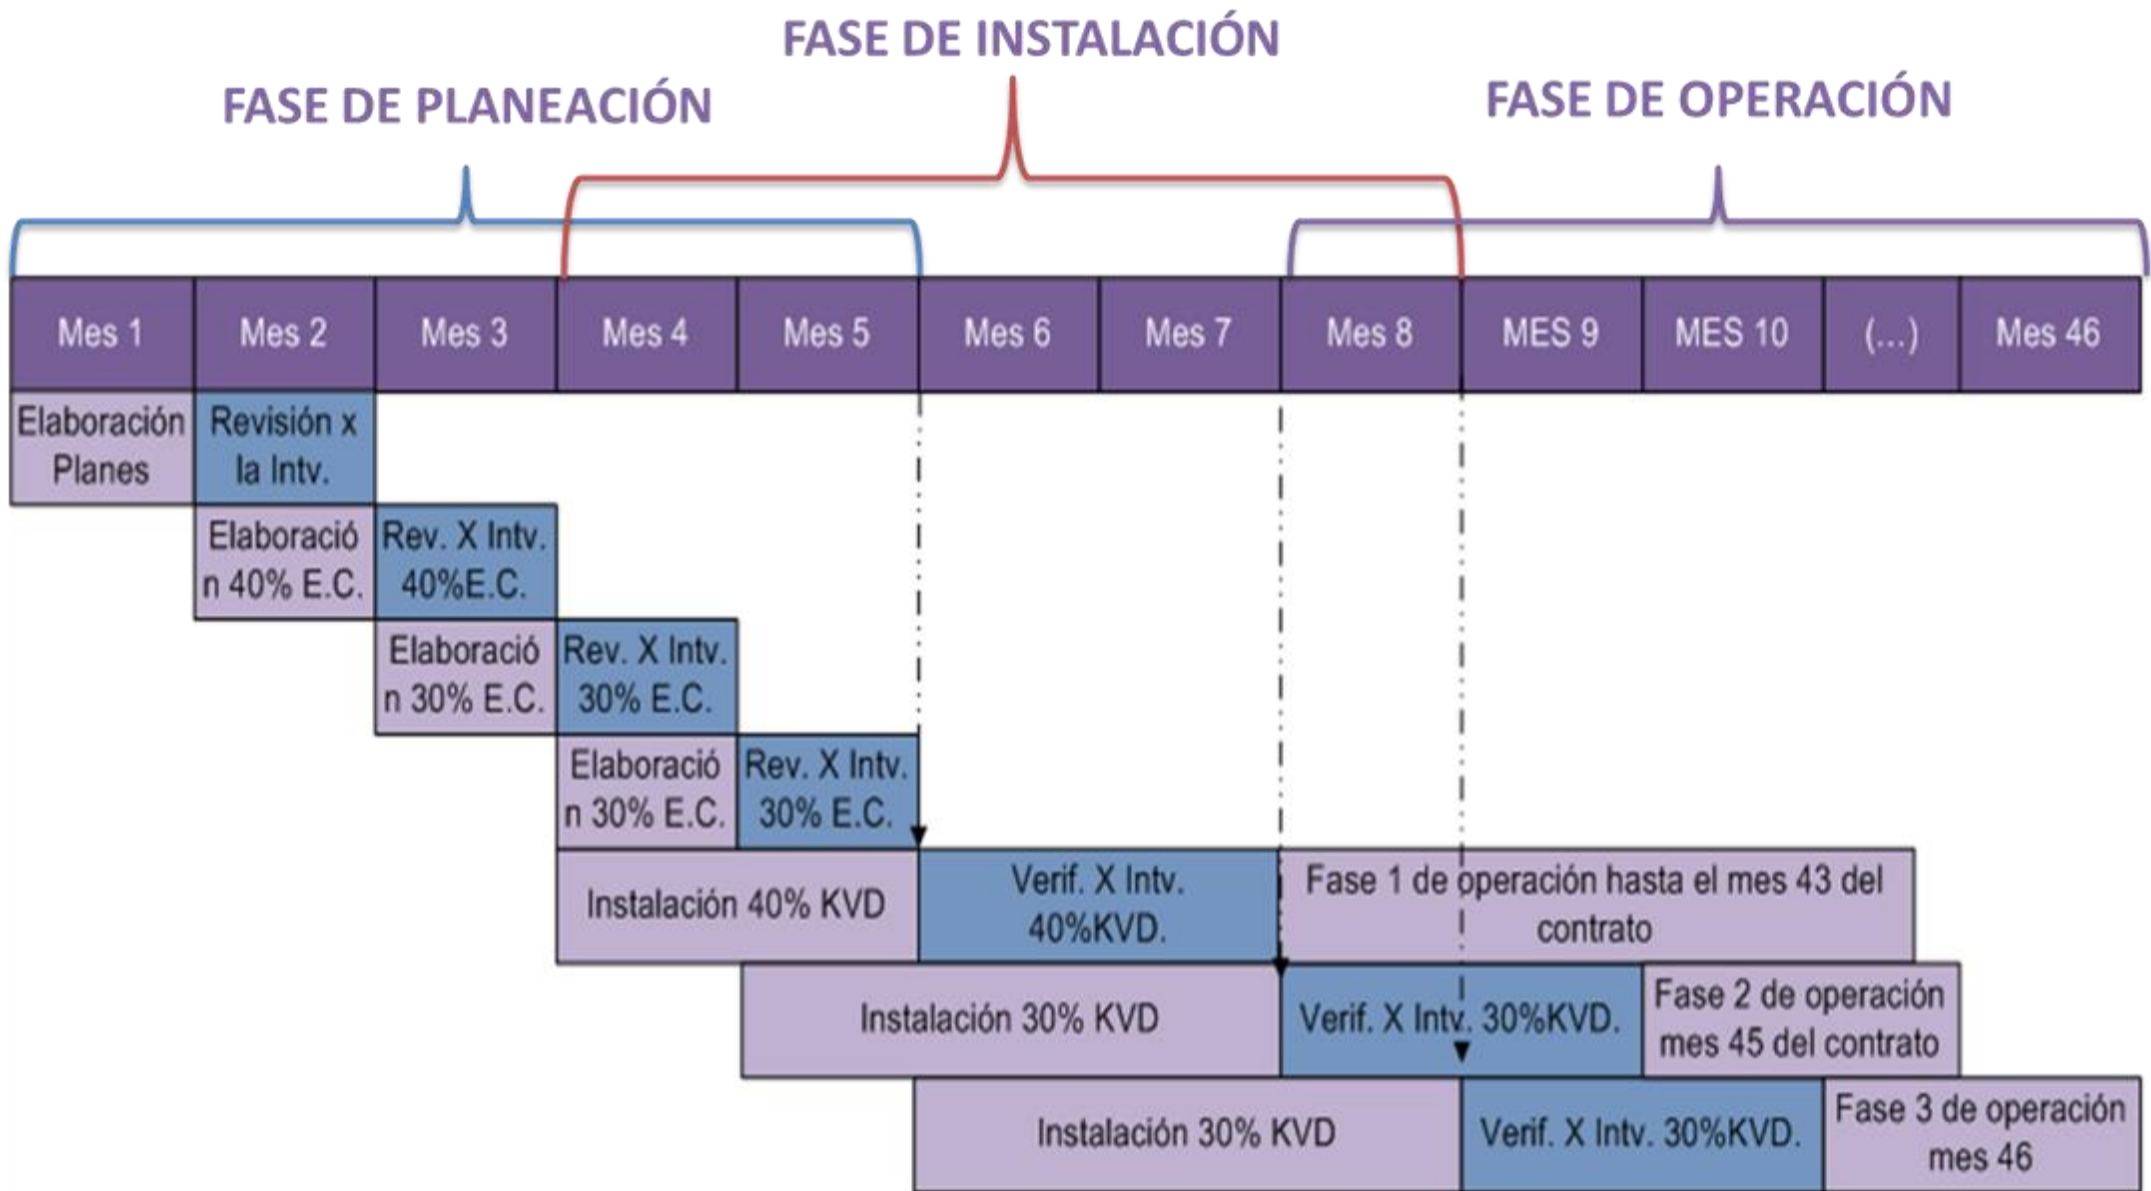 FASE DE INSTALACIÓN
FASE DE PLANEACIÓN
FASE DE OPERACIÓN
Mes 1
Mes 2
Mes 3
Mes 4
Mes 5
Mes 6
Mes 7
Mes 8
MES 9
MES 10
(...)
Mes 46
Elaboración
Planes
Revisión x
la Intv.
Elaboració
n 40% E.C.
Rev. X Intv.
40%E.C.
Elaboració
n 30% E.C.
Rev. X Intv.
30% E.C.
Elaboració
n 30% E.C.
Rev. X Intv.
30% E.C.
Instalación 40% KVD
Verif. X Intv.
40%KVD.
Fase 1 de operación hasta el mes 43 del
contrato
Instalación 30% KVD
Verif. X Intv. 30%KVD.
Fase 2 de operación
mes 45 del contrato
Instalación 30% KVD
Verif. X Intv. 30%KVD.
Fase 3 de operación
mes 46